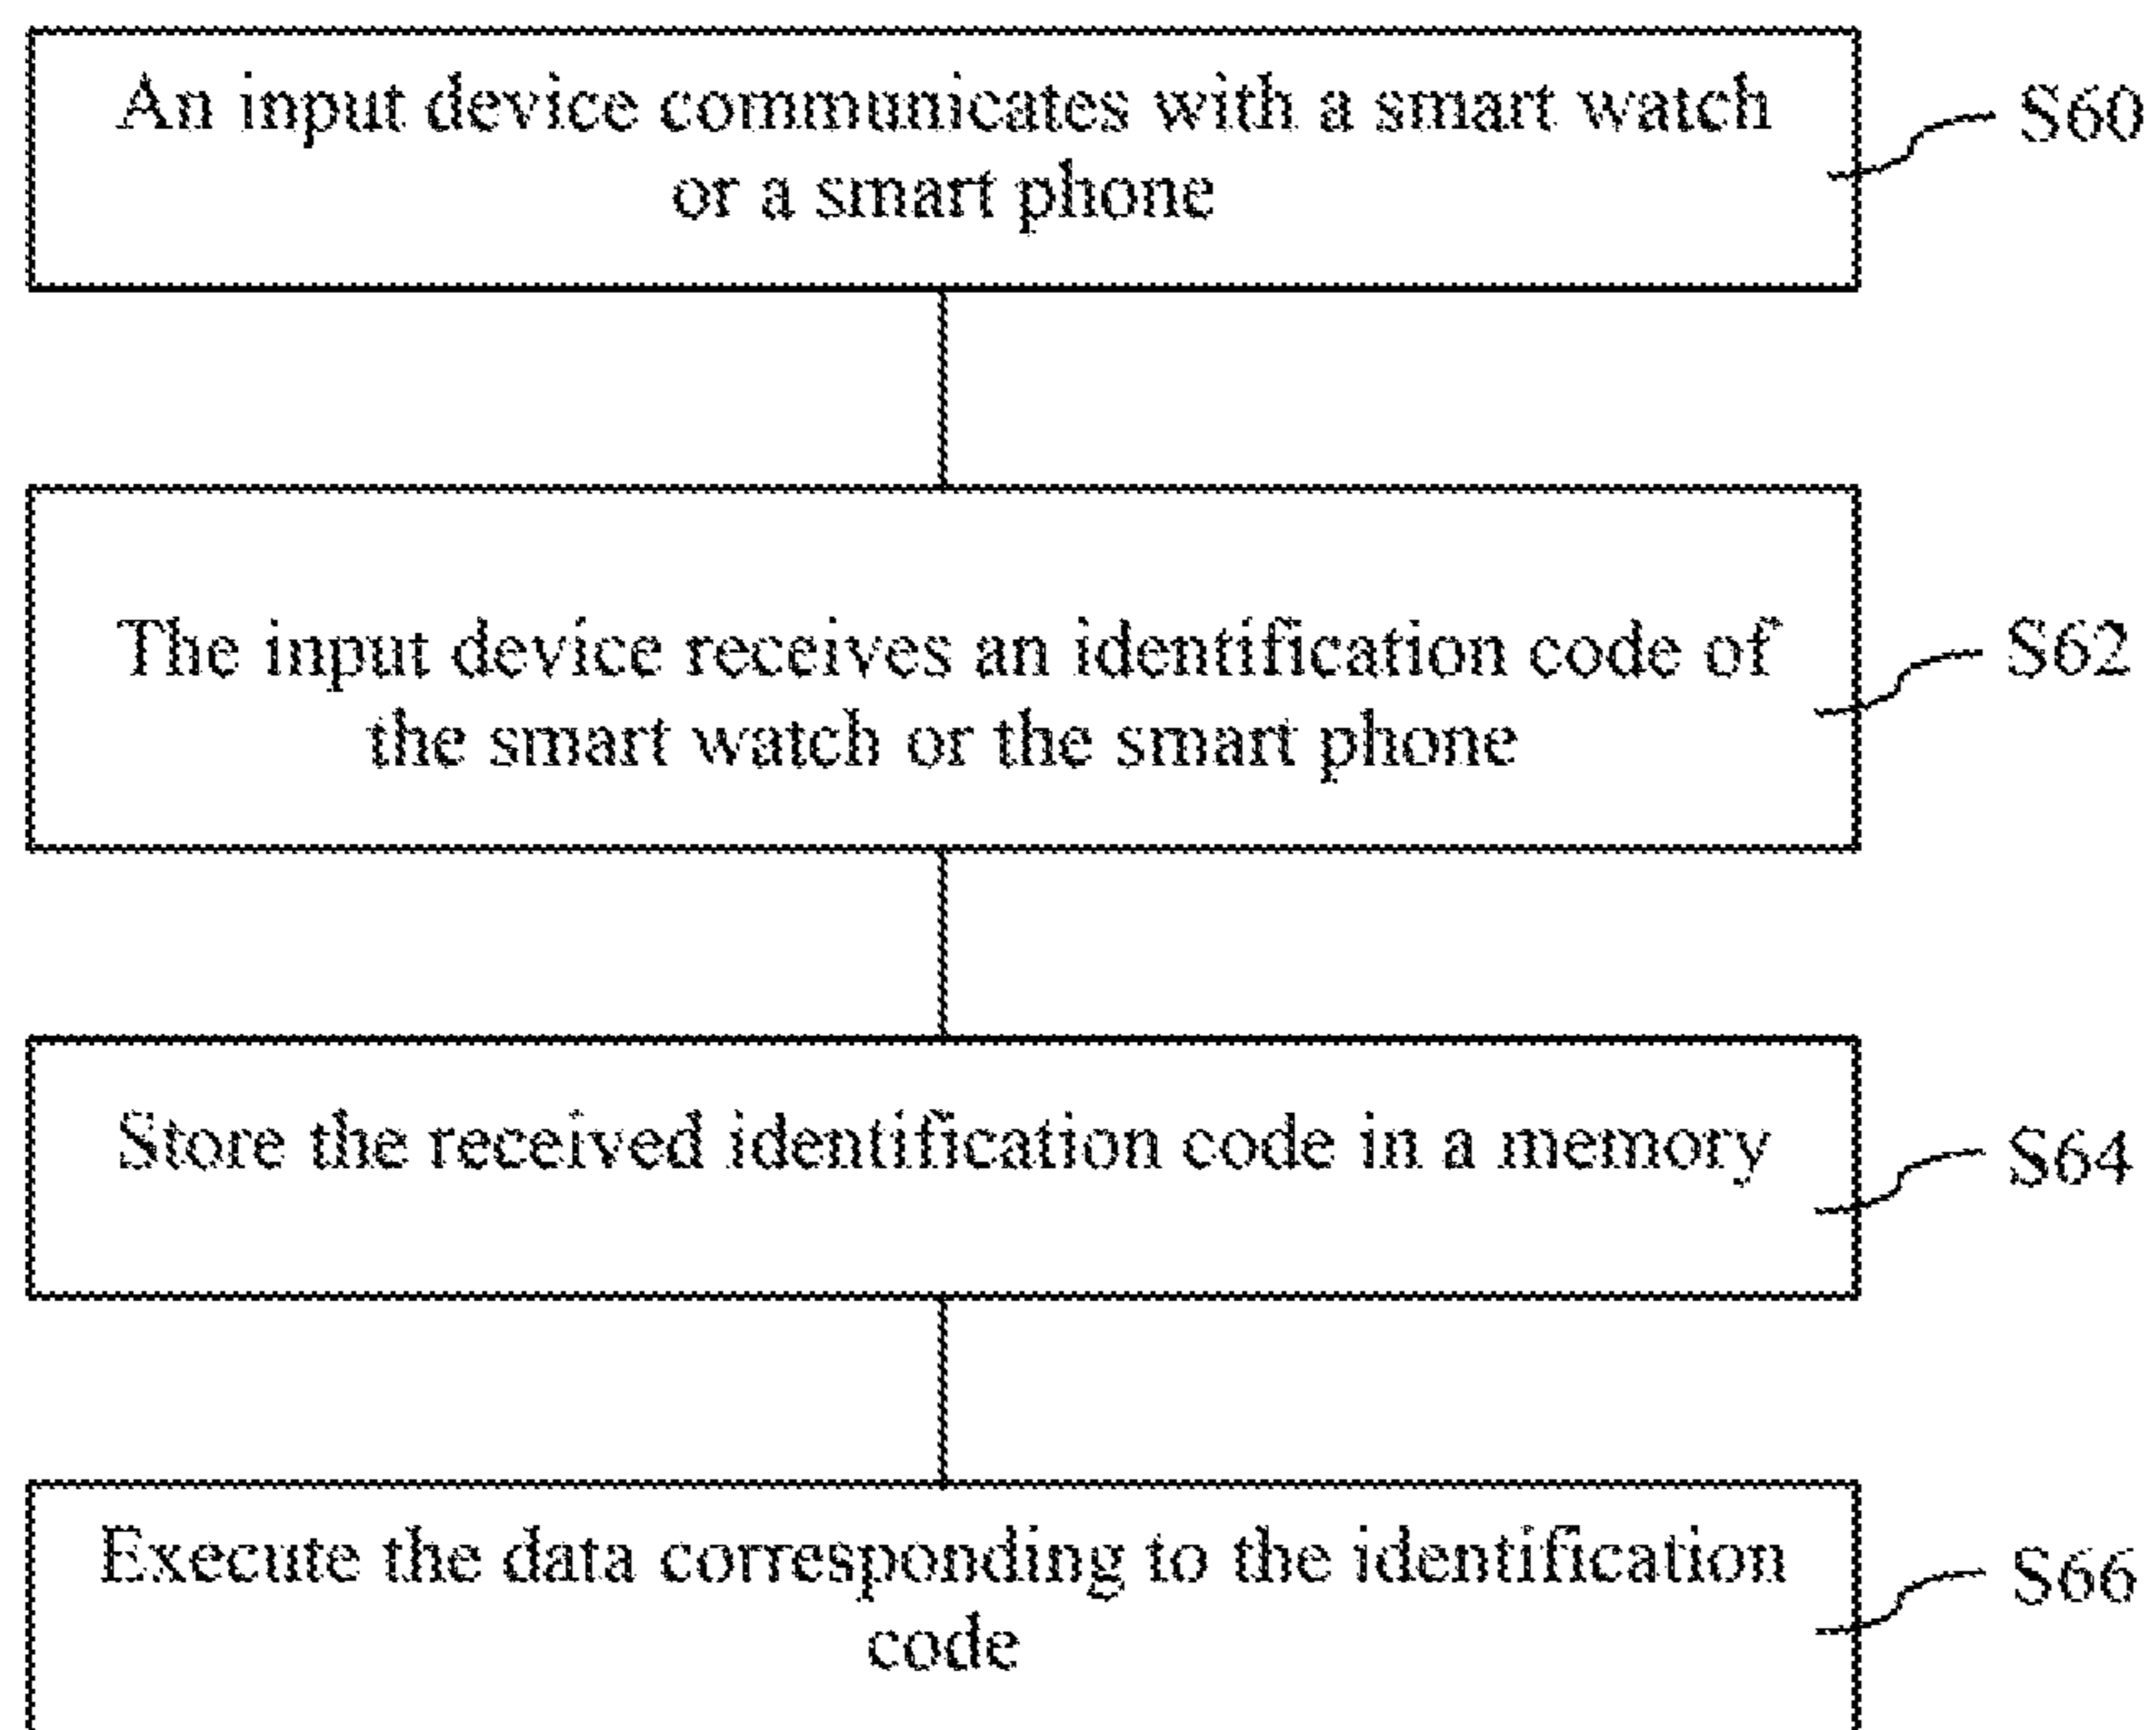 An input device communicates with a smart watch
or a smart phone
S60
The input device receives an identification code of
the smart watch or the smart phone
S62
Store the received identification code in a memory
S64
Execute the data corresponding to the identification
code
S66